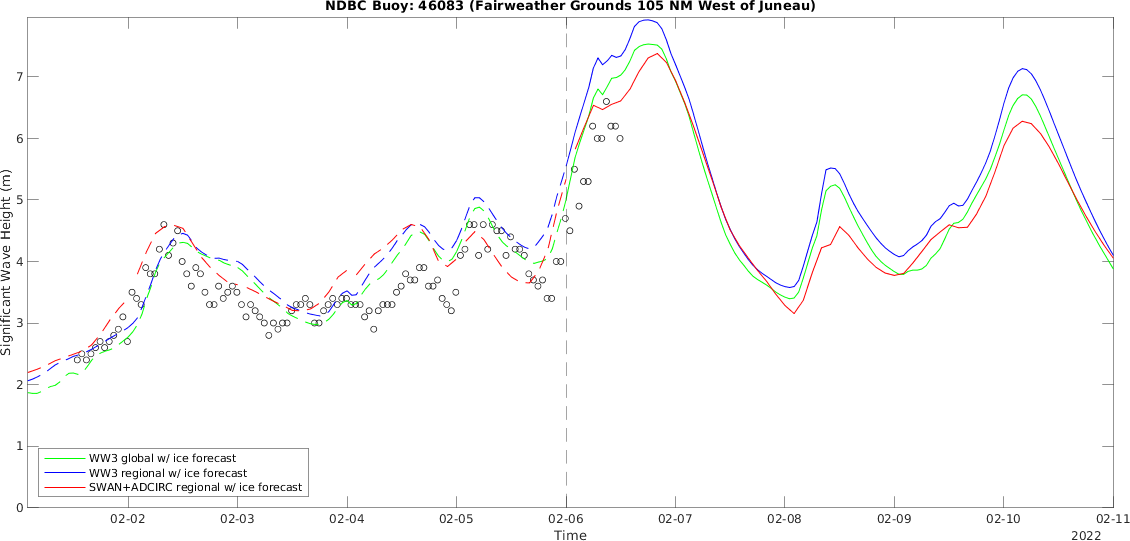 NDBC Buoy: 46083 (Fairweather Grounds 105 NM West of Juneau)
Significant Wave Height (m)
7
6
5
4
3
2
1
0
WW3 global w/ ice forecast
WW3 regional w/ ice forecast
SWAN+ADCIRC regional w/ ice forecast
02-02 02-03 02-04 02-05 02-06 02-07 02-08 02-09 02-10 02-11
Time
2022